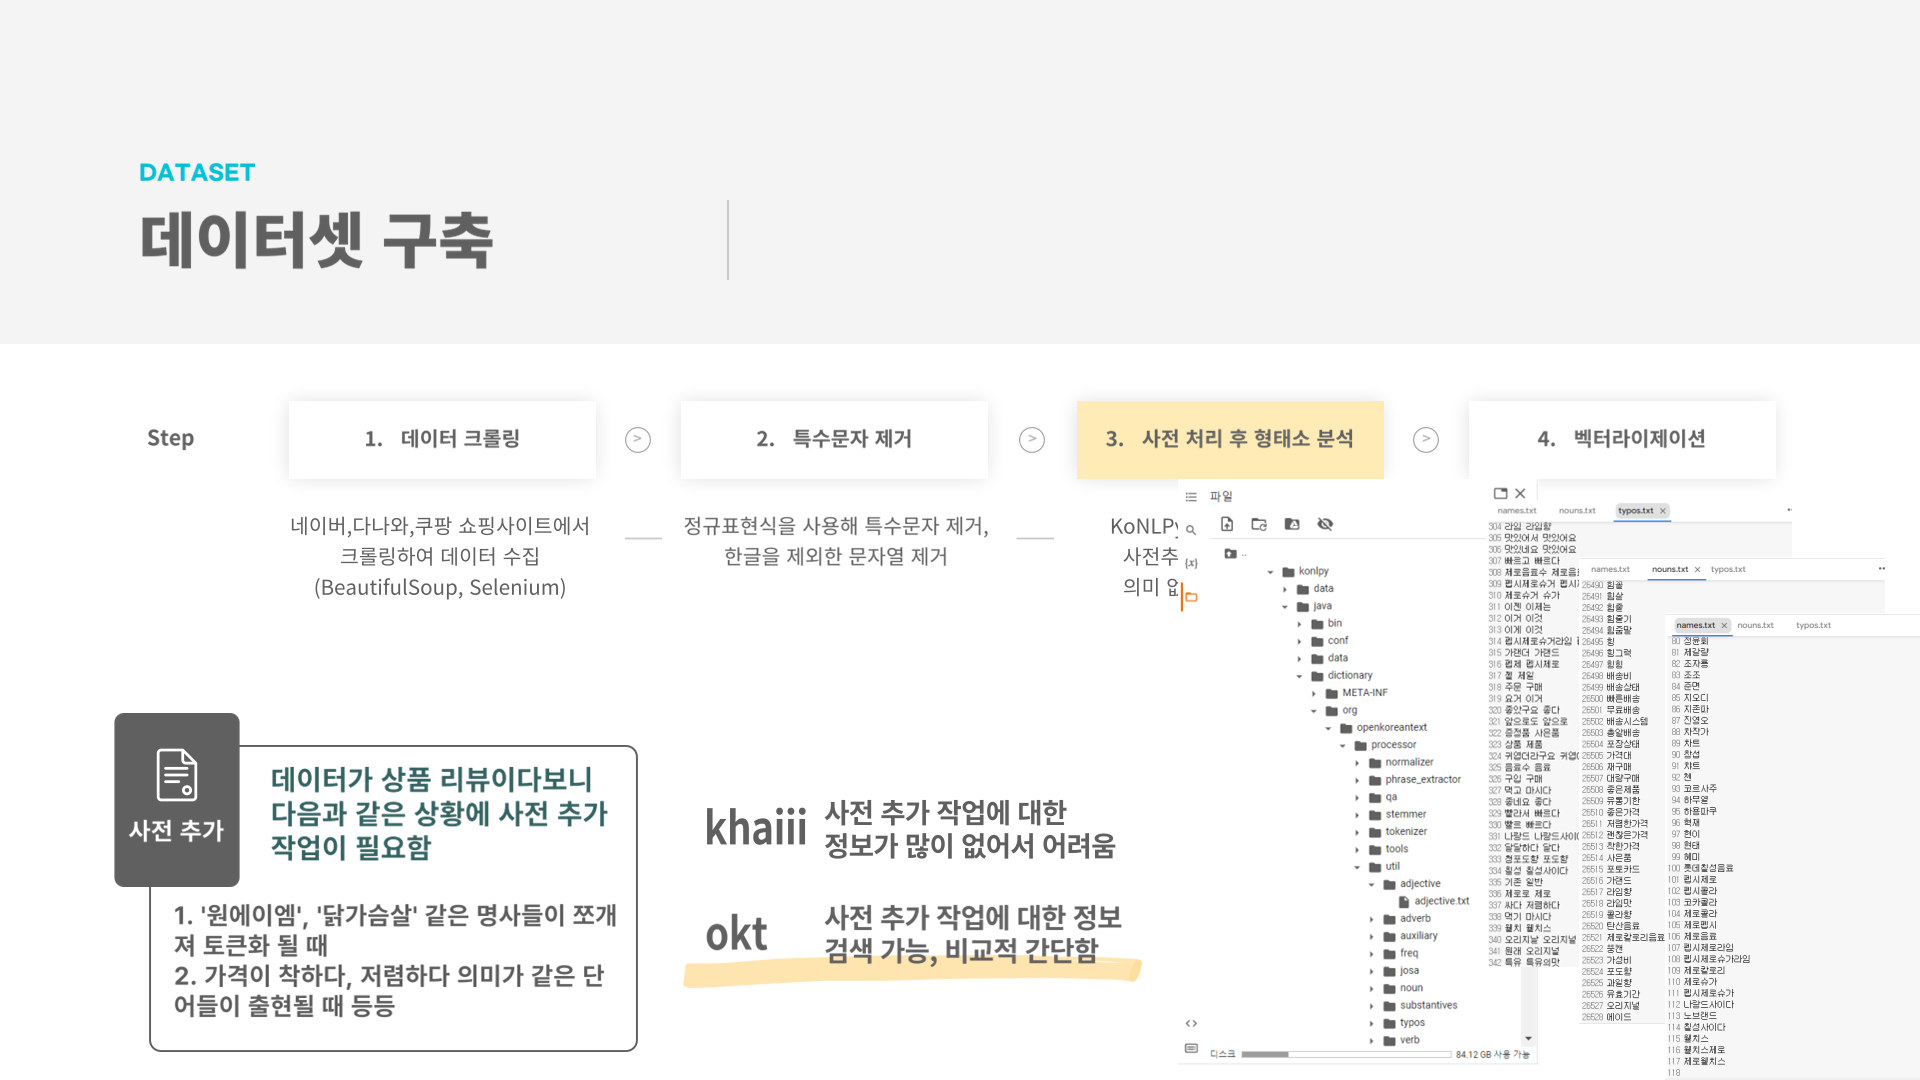 DATASET
데이터셋 구축
Step
1. 데이터 크롤링
>
2. 특수문자 제거
>
3. 사전 처리 후 형태소 분석
>
4. 벡터라이제이션
네이버,다나와,쿠팡 쇼핑사이트에서
크롤링하여 데이터 수집
(BeautifulSoup, Selenium)
정규표현식을 사용해 특수문자 제거,
한글을 제외한 문자열 제거
KoNLPy
사전추
의미 없
사전 추가
데이터가 상품 리뷰이다보니
다음과 같은 상황에 사전 추가
작업이 필요함
1. '원에이엠', '닭가슴살' 같은 명사들이 쪼개
져 토큰화 될 때
2. 가격이 착하다, 저렴하다 의미가 같은 단
어들이 출현될 때 등등
khaiii
사전 추가 작업에 대한
정보가 많이 없어서 어려움
okt
사전 추가 작업에 대한 정보
검색 가능, 비교적 간단함
파일
{x}
..
konlpy
data
java
bin
conf
data
dictionary
META-INF
org
openkoreantext
processor
normalizer
phrase_extractor
qa
stemmer
tokenizer
tools
util
adjective
adjective.txt
adverb
auxiliary
freq
josa
noun
substantives
typos
verb
디스크
84.12 GB 사용 가능
names.txt nouns.txt typos.txt
304 라임 라임향
305 맛있어서 맛있어요
306 맛있네요 맛있어요
307 빠르고 빠르다
308 제로음료수 제로음
309 펩시제로슈거 펩시
310 제로슈거 슈가
311 이젠 이제는
312 이거 이것
313 이게 이것
314 펩시제로슈거라임
315 가랜더 가랜드
316 펩제 펩시제로
317 젤 제일
318 주문 구매
319 요거 이거
320 좋았구요 좋다
321 앞으로도 앞으로
322 증정품 사은품
323 상품 제품
324 귀엽더라구요 귀엽
325 음료수 음료
326 구입 구매
327 먹고 마시다
328 좋네요 좋다
329 빨라서 빠르다
330 빨르 빠르다
331 나랑드 나랑드사이
332 달달하다 달다
333 청포도향 포도향
334 칠성 칠성사이다
335 기존 일반
336 제로로 제로
337 싸다 저렴하다
338 먹기 마시다
339 웰치 웰치스
340 오리지날 오리지널
341 원래 오리지널
342 특유 특유의맛
names.txt nouns.txt typos.txt
26490 힘꼴
26491 힘살
26492 힘줄
26493 힘줄기
26494 힘줌말
26495 힝
26496 힝그럭
26497 힝힝
26498 배송비
26499 배송상태
26500 빠른배송
26501 무료배송
26502 배송시스템
26503 총알배송
26504 포장상태
26505 가격대
26506 재구매
26507 대량구매
26508 좋은제품
26509 유통기한
26510 좋은가격
26511 저렴한가격
26512 괜찮은가격
26513 착한가격
26514 사은품
26515 포토카드
26516 가랜드
26517 라임향
26518 라임맛
26519 콜라향
26520 탄산음료
26521 제로칼로리음료
26522 뚱캔
26523 가성비
26524 포도향
26525 과일향
26526 유효기간
26527 오리지널
26528 메이드
names.txt nouns.txt typos.txt
80 정윤회
81 제갈량
82 조자룡
83 조조
84 준면
85 지오디
86 지존파
87 진영오
88 차작가
89 차트
90 창섭
91 챠트
92 첸
93 코르사주
94 하무열
95 하용파쿠
96 혁재
97 현이
98 현태
99 혜미
100 롯데칠성음료
101 펩시제로
102 펩시콜라
103 코카콜라
104 제로콜라
105 제로펩시
106 제로음료
107 펩시제로라임
108 펩시제로슈가라임
109 제로칼로리
110 제로슈가
111 펩시제로슈가
112 나랑드사이다
113 노브랜드
114 칠성사이다
115 웰치스
116 웰치스제로
117 제로웰치스
118